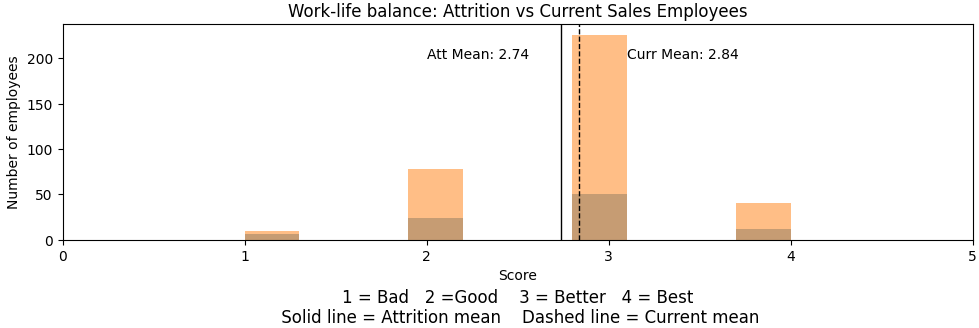 Work-life balance: Attrition vs Current Sales Employees
Number of employees
200
150
100
50
0
Att Mean: 2.74
Curr Mean: 2.84
0 1 2 3 4 5
Score
1 = Bad 2 =Good 3 = Better 4 = Best
Solid line = Attrition mean Dashed line = Current mean